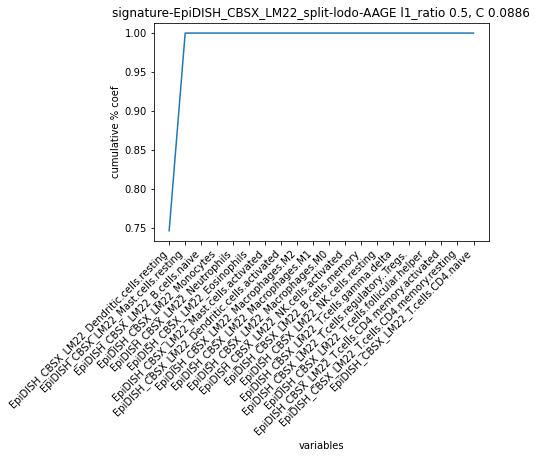 signature-EpiDISH_CBSX_LM22_split-lodo-AAGE l1_ratio 0.5, C 0.0886
cumulative % coef
1.00
0.95
0.90
0.85
0.80
0.75
EpiDISH_CBSX_LM22_Dendritic.cells.resting
EpiDISH_CBSX_LM22_Mast.cells.resting
EpiDISH_CBSX_LM22_B.cells.naive
EpiDISH_CBSX_LM22_Monocytes
EpiDISH_CBSX_LM22_Neutrophils
EpiDISH_CBSX_LM22_Eosinophils
EpiDISH_CBSX_LM22_Mast.cells.activated
EpiDISH_CBSX_LM22_Dendritic.cells.activated
EpiDISH_CBSX_LM22_Macrophages.M2
EpiDISH_CBSX_LM22_Macrophages.M1
EpiDISH_CBSX_LM22_Macrophages.M0
EpiDISH_CBSX_LM22_NK.cells.activated
EpiDISH_CBSX_LM22_B.cells.memory
EpiDISH_CBSX_LM22_NK.cells.resting
EpiDISH_CBSX_LM22_T.cells.gamma.delta
EpiDISH_CBSX_LM22_T.cells.regulatory..Tregs.
EpiDISH_CBSX_LM22_T.cells.follicular.helper
EpiDISH_CBSX_LM22_T.cells.CD4.memory.activated
EpiDISH_CBSX_LM22_T.cells.CD4.memory.resting
EpiDISH_CBSX_LM22_T.cells.CD4.naive
variables